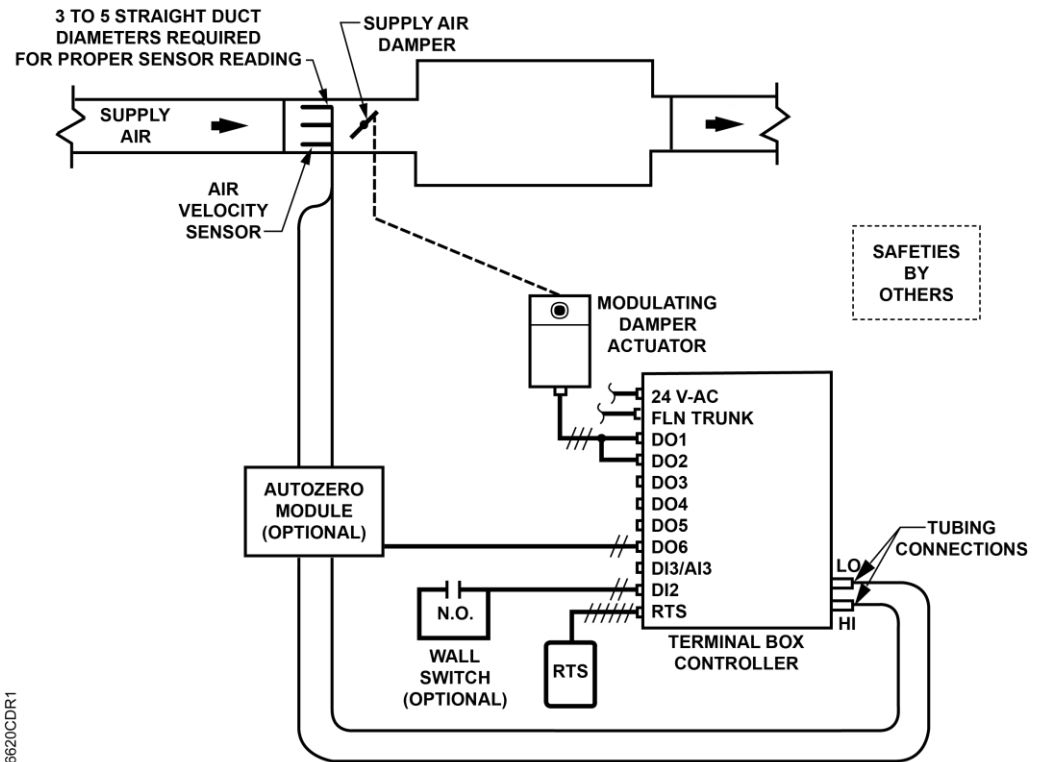 3 TO 5 STRAIGHT DUCT
DIAMETERS REQUIRED
FOR PROPER SENSOR READING
SUPPLY AIR
DAMPER
SUPPLY
AIR
AIR
VELOCITY
SENSOR
SAFETIES
BY
OTHERS
MODULATING
DAMPER
ACTUATOR
24 V-AC
FLN TRUNK
DO1
DO2
DO3
DO4
DO5
DO6
DI3/AI3
DI2
RTS
AUTOZERO
MODULE
(OPTIONAL)
TUBING
CONNECTIONS
LO
HI
TERMINAL BOX
CONTROLLER
N.O.
WALL
SWITCH
(OPTIONAL)
RTS
6620CDR1